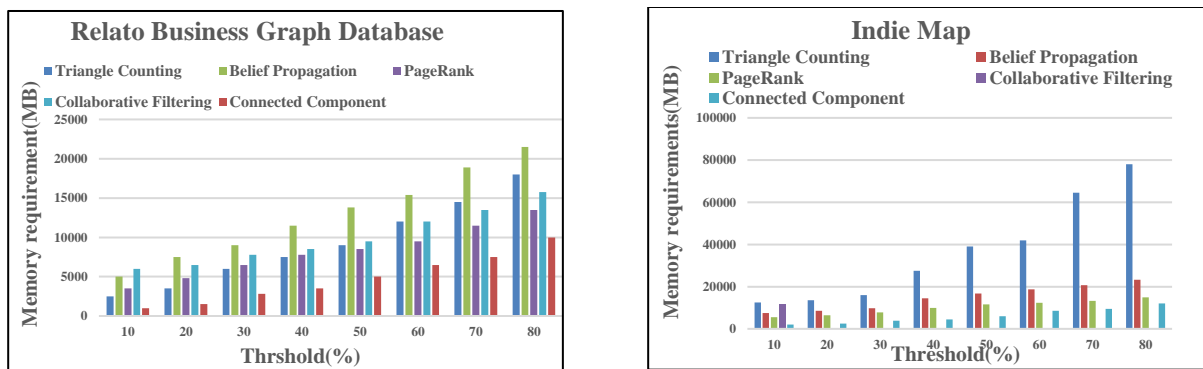 Relato Business Graph Database
Triangle Counting Belief Propagation PageRank
Collaborative Filtering Connected Component
Memory requirement(MB)
25000
20000
15000
10000
5000
0
10 20 30 40 50 60 70 80
Thrshold(%)
Indie Map
Triangle Counting Belief Propagation
PageRank Collaborative Filtering
Connected Component
Memory requirements(MB)
100000
80000
60000
40000
20000
0
10 20 30 40 50 60 70 80
Threshold(%)